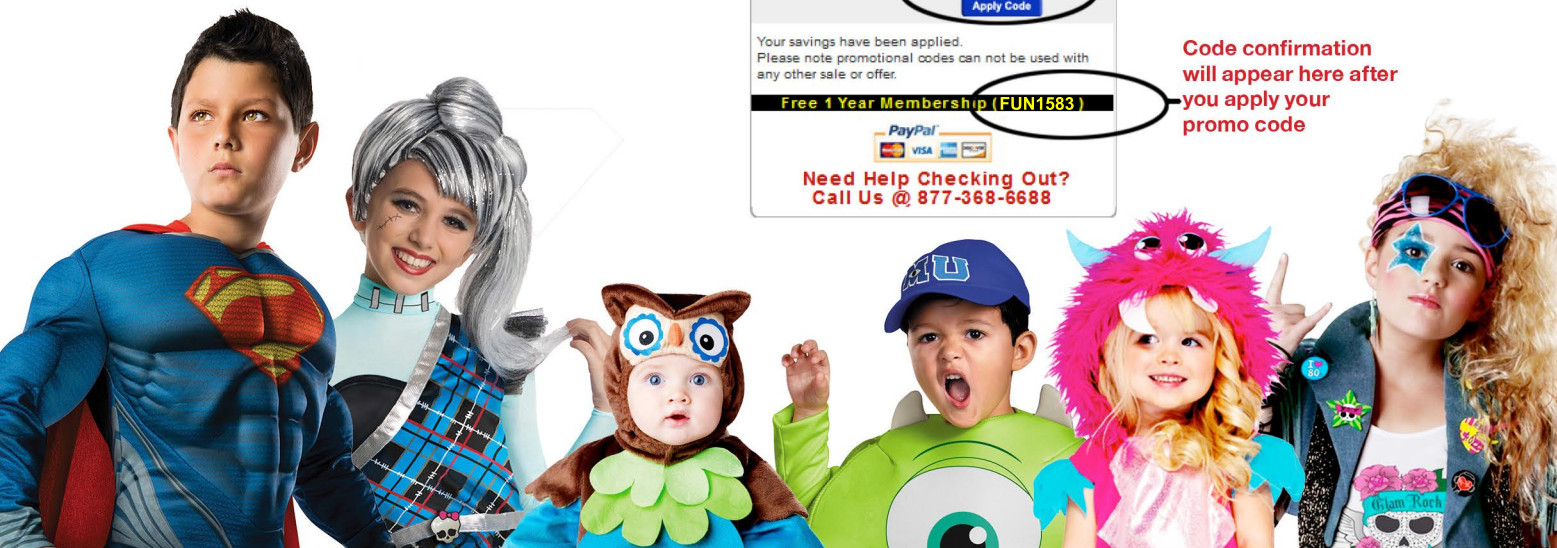 Apply Code
Your savings have been applied.
Please note promotional codes can not be used with
any other sale or offer.
Free 1 Year Membership (FUN1583)
PayPal
VISA
Need Help Checking Out?
Call Us @ 877-368-6688
Code confirmation
will appear here after
you apply your
promo code
MU
I
80
Glam Rock